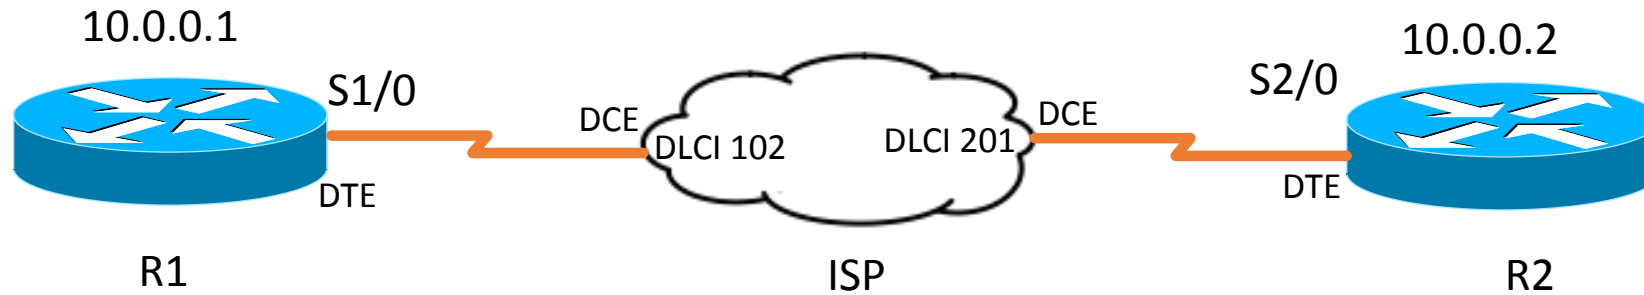 10.0.0.1
S1/0
DTE
R1
DCE
DLCI 102
DLCI 201
DCE
ISP
10.0.0.2
S2/0
DTE
R2